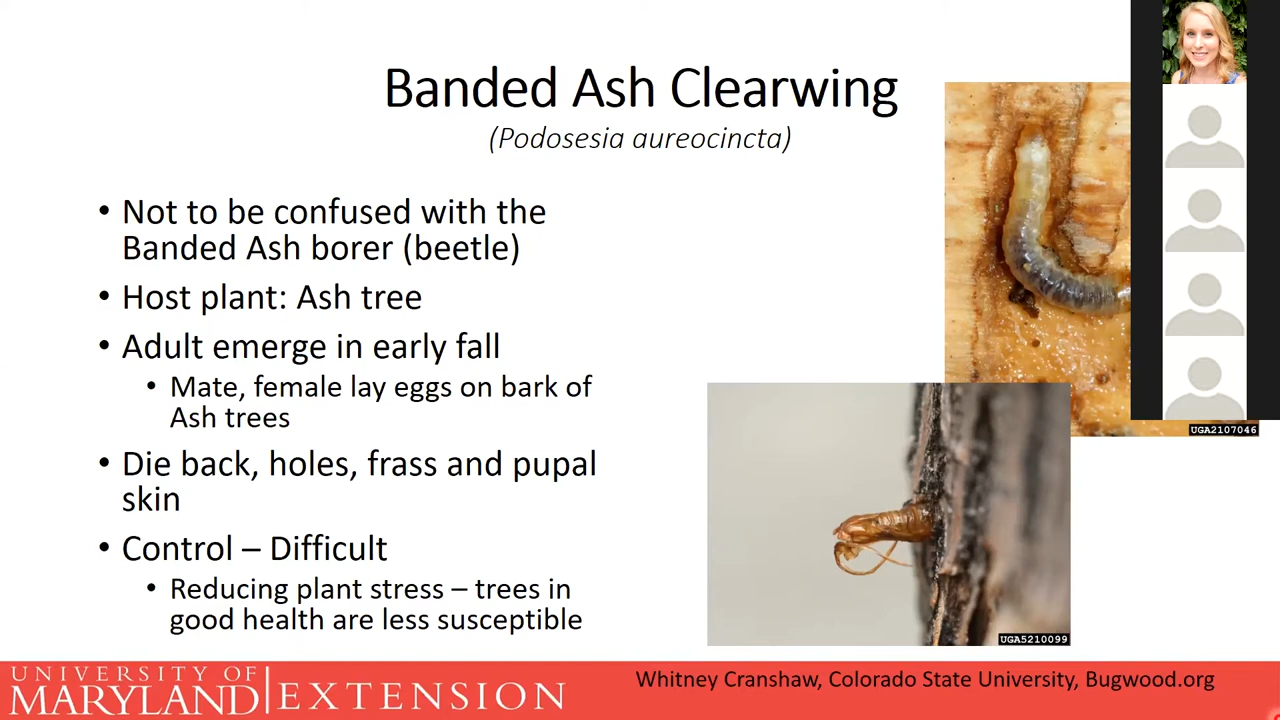 Banded Ash Clearwing
(Podosesia aureocincta)
• Not to be confused with the
Banded Ash borer (beetle)
• Host plant: Ash tree
• Adult emerge in early fall
• Mate, female lay eggs on bark of
Ash trees
• Die back, holes, frass and pupal
skin
• Control – Difficult
• Reducing plant stress – trees in
good health are less susceptible
UGA2107046
UGA5210099
UNIVERSITY OF
MARYLAND
EXTENSION
Whitney Cranshaw, Colorado State University, Bugwood.org